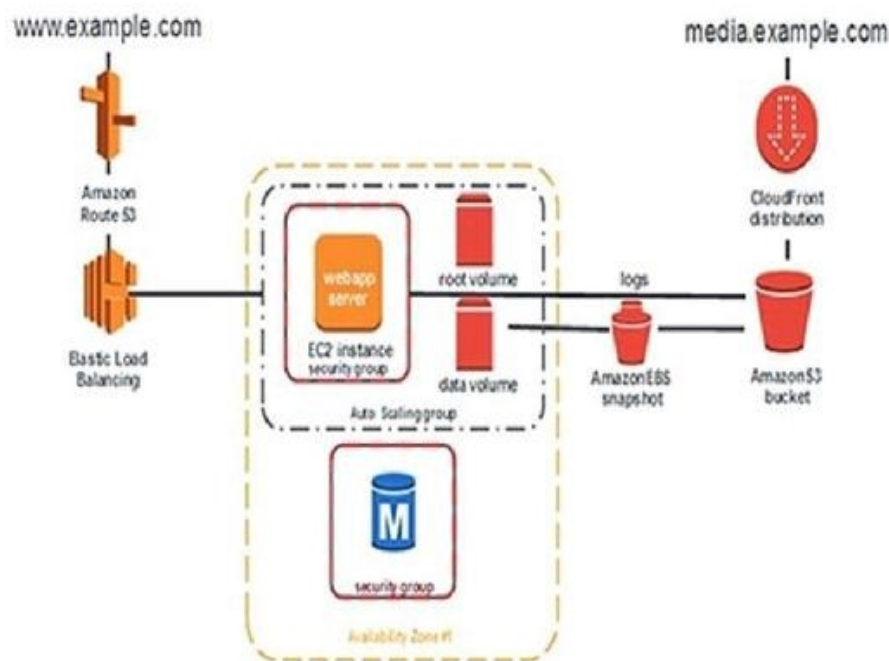 www.example.com
media.example.com
Amazon
Route 53
CloudFront
distribution
webapp
server
root volume
logs
EC2 instance
security group
data volume
Elastic Load
Balancing
Amazon EBS
snapshot
Amazon S3
bucket
Auto Scaling group
M
security group
Availability Zone #1